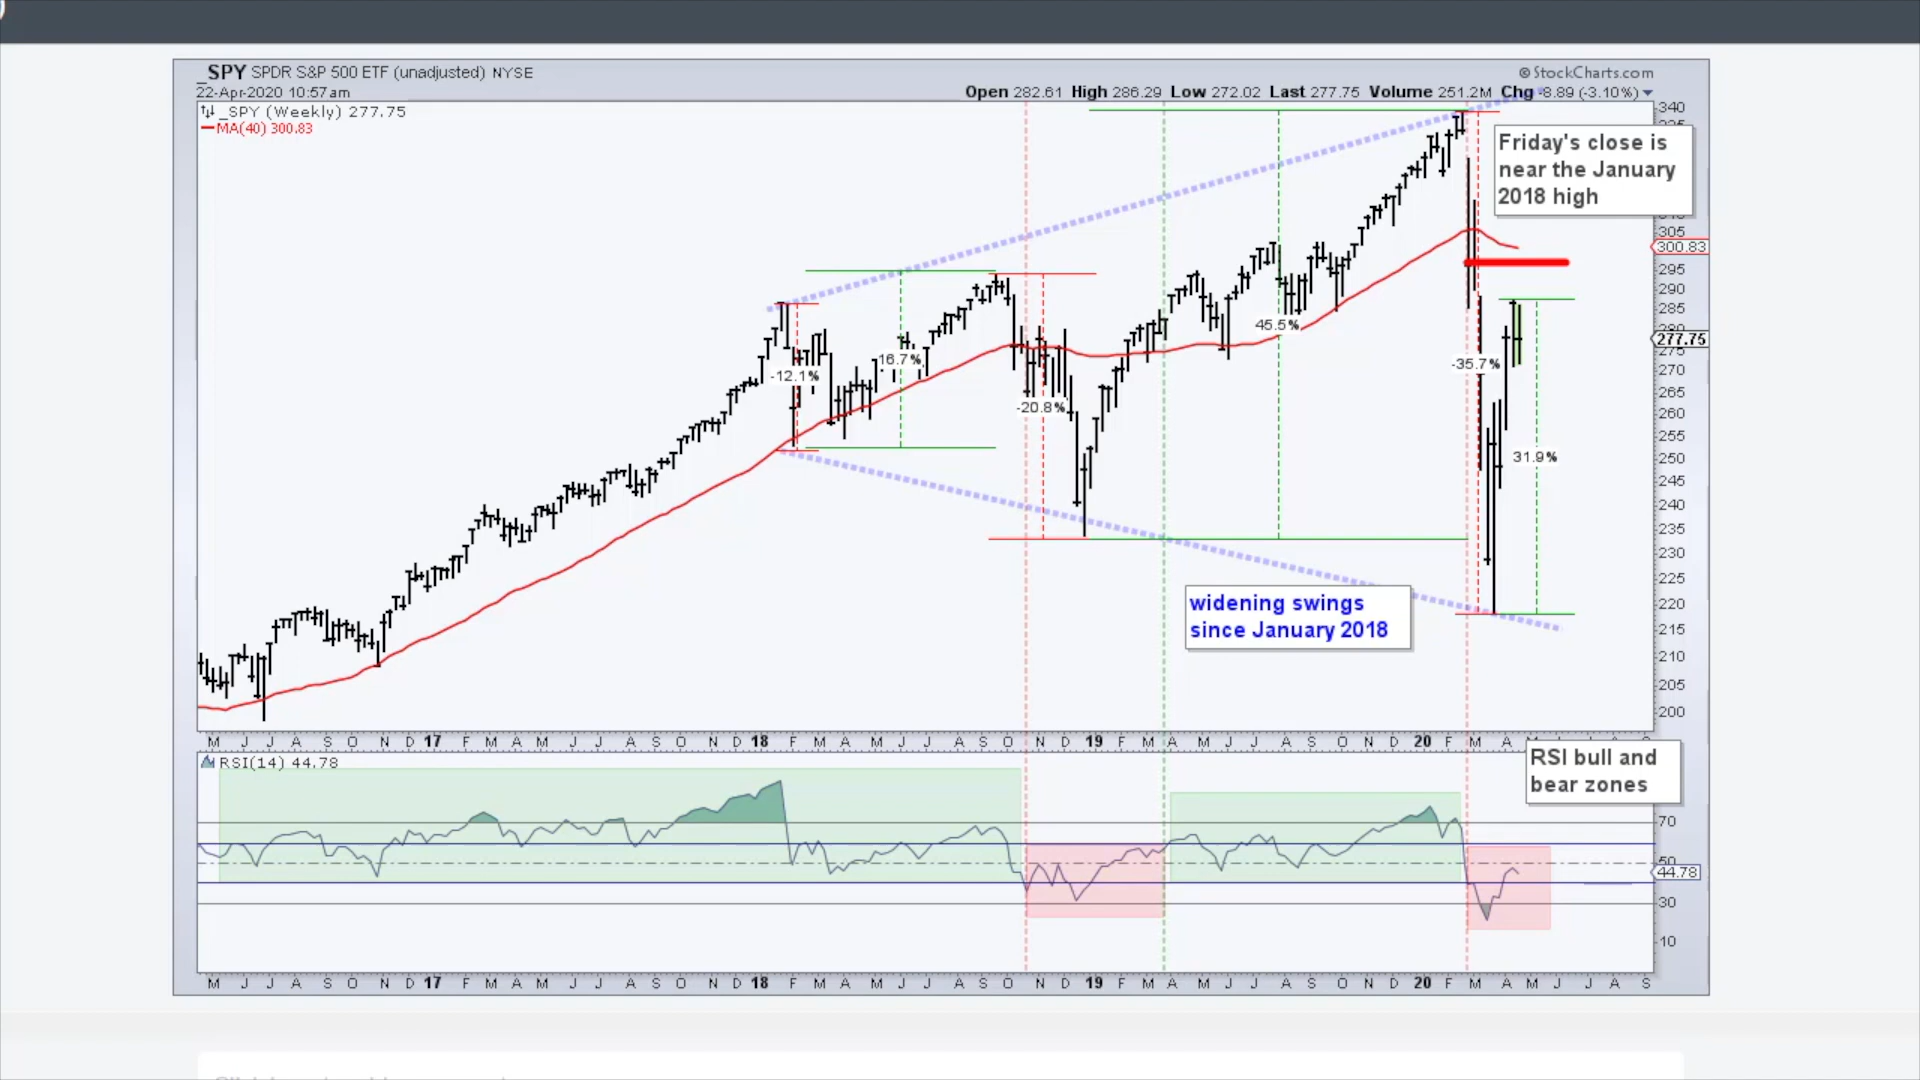 _SPY SPDR S&P 500 ETF (unadjusted) NYSE
© StockCharts.com
22-Apr-2020 10:57am
Open 282.61 High 286.29 Low 272.02 Last 277.75 Volume 251.2M Chg -8.89 (-3.10%)
_SPY (Weekly) 277.75
MA(40) 300.83
340
Friday's close is
near the January
2018 high
305
300.83
295
290
285
280
277.75
275
270
265
260
255
250
245
240
235
230
225
220
215
210
205
200
-12.1%
16.7%
-20.8%
45.5%
-35.7%
31.9%
widening swings
since January 2018
M J J A S O N D 17 F M A M J J A S O N D 18 F M A M J J A S O N D 19 F M A M J J A S O N D 20 F M A M J J A S
RSI bull and
bear zones
RSI(14) 44.78
70
50
44.78
30
10
M J J A S O N D 17 F M A M J J A S O N D 18 F M A M J J A S O N D 19 F M A M J J A S O N D 20 F M A M J J A S